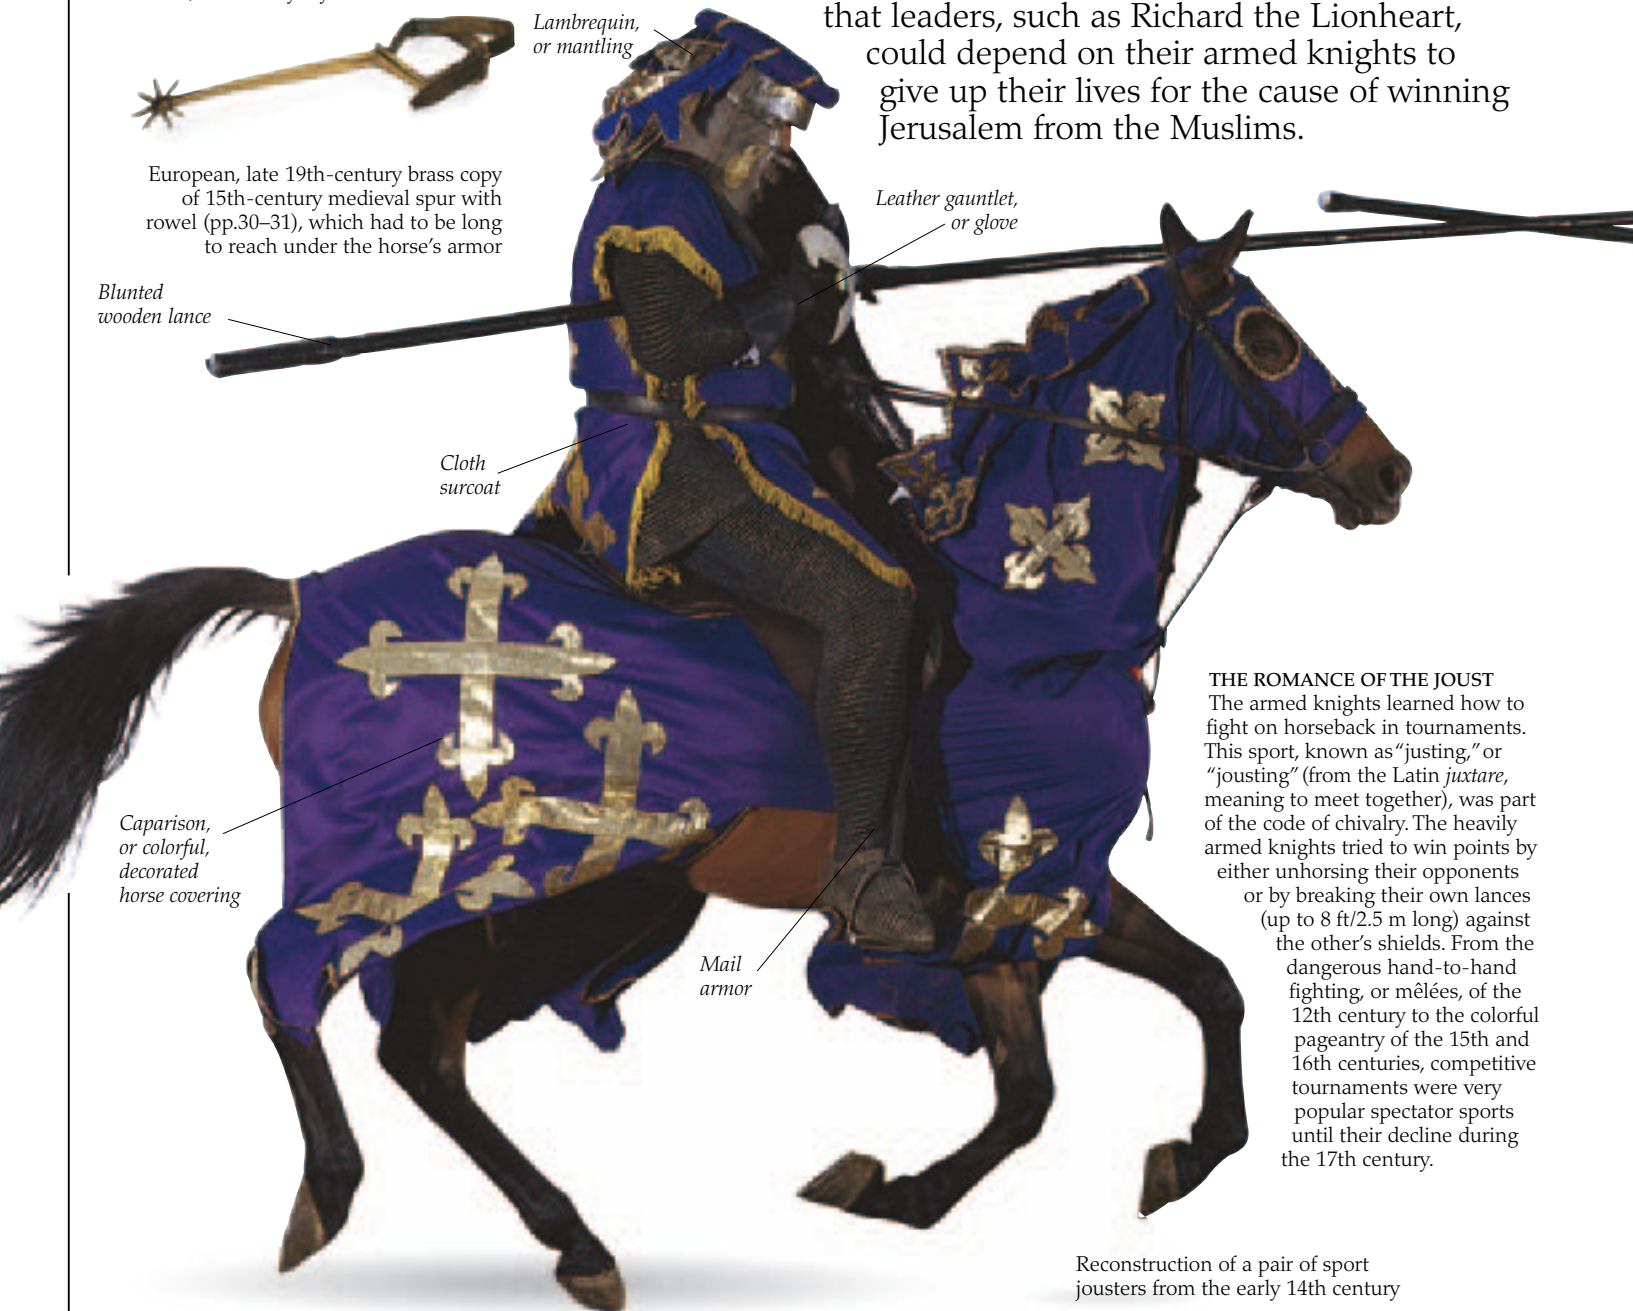 Lambrequin,
or mantling
that leaders, such as Richard the Lionheart,
could depend on their armed knights to
give up their lives for the cause of winning
Jerusalem from the Muslims.
European, late 19th-century brass copy
of 15th-century medieval spur with
rowel (pp.30–31), which had to be long
to reach under the horse’s armor
Leather gauntlet,
or glove
Blunted
wooden lance
Cloth
surcoat
Caparison,
or colorful,
decorated
horse covering
Mail
armor
THE ROMANCE OF THE JOUST
The armed knights learned how to
fight on horseback in tournaments.
This sport, known as “justing,” or
“jousting” (from the Latin juxtare,
meaning to meet together), was part
of the code of chivalry. The heavily
armed knights tried to win points by
either unhorsing their opponents
or by breaking their own lances
(up to 8 ft/2.5 m long) against
the other’s shields. From the
dangerous hand-to-hand
fighting, or mêlées, of the
12th century to the colorful
pageantry of the 15th and
16th centuries, competitive
tournaments were very
popular spectator sports
until their decline during
the 17th century.
Reconstruction of a pair of sport
jousters from the early 14th century